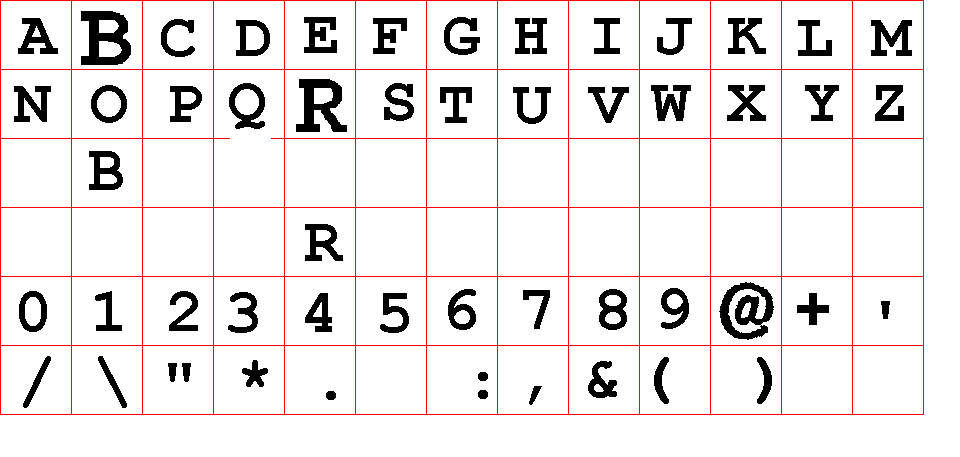 A B C D E F G H I J K L M
N O P Q R S T U V W X Y Z
B
R
0 1 2 3 4 5 6 7 8 9 @ + '
/ \ " * . : , & ( )